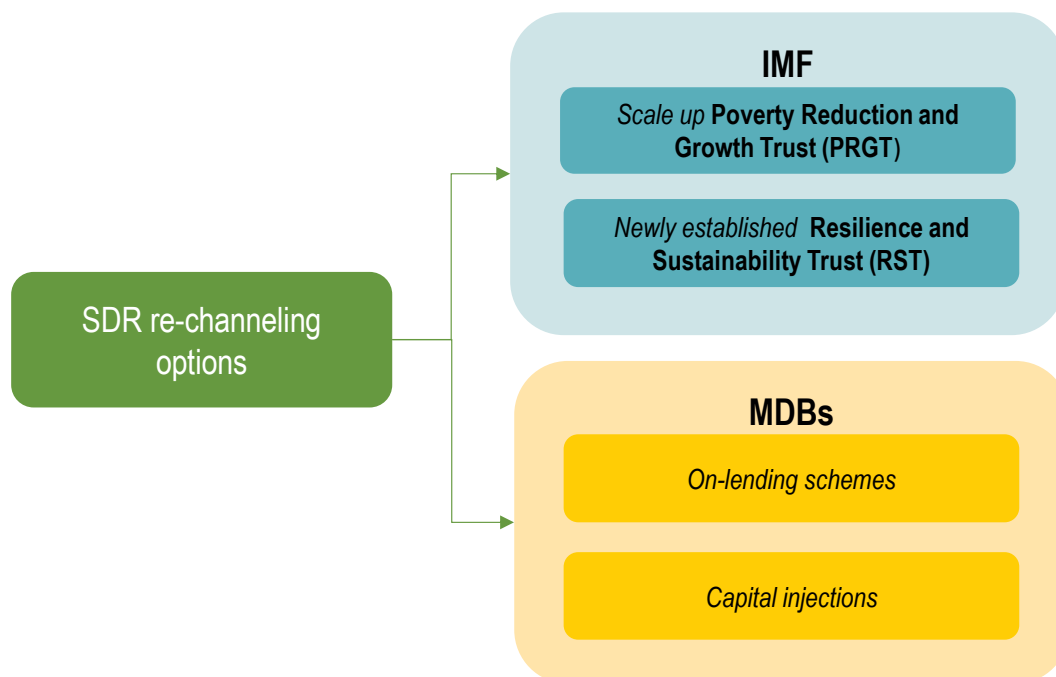 SDR re-channeling
options
IMF
Scale up Poverty Reduction and
Growth Trust (PRGT)
Newly established Resilience and
Sustainability Trust (RST)
MDBs
On-lending schemes
Capital injections